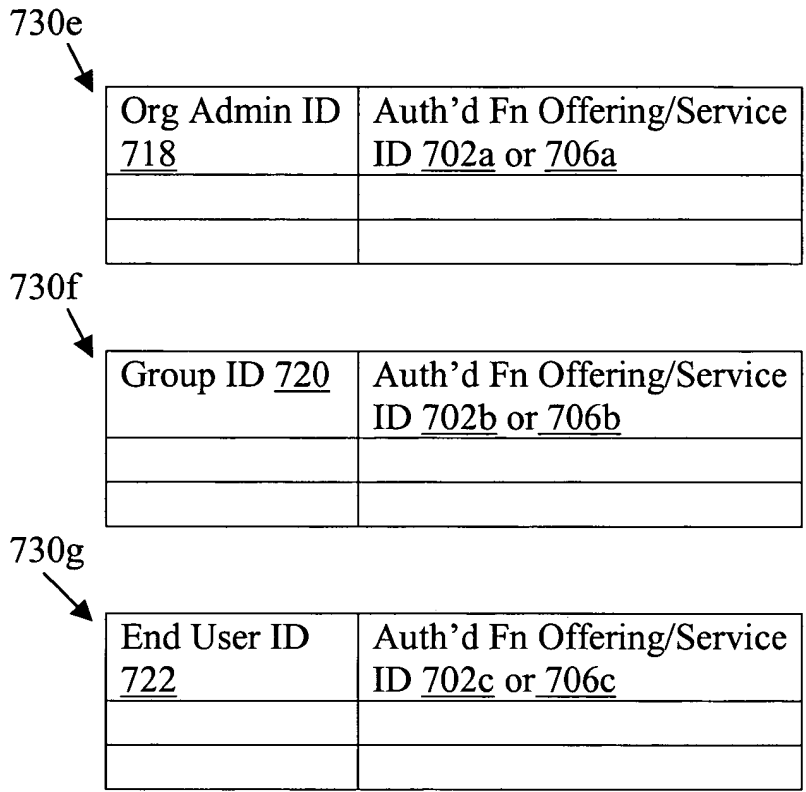 730e
Org Admin ID
718
Auth'd Fn Offering/Service
ID 702a or 706a
730f
Group ID 720
Auth'd Fn Offering/Service
ID 702b or 706b
730g
End User ID
722
Auth'd Fn Offering/Service
ID 702c or 706c